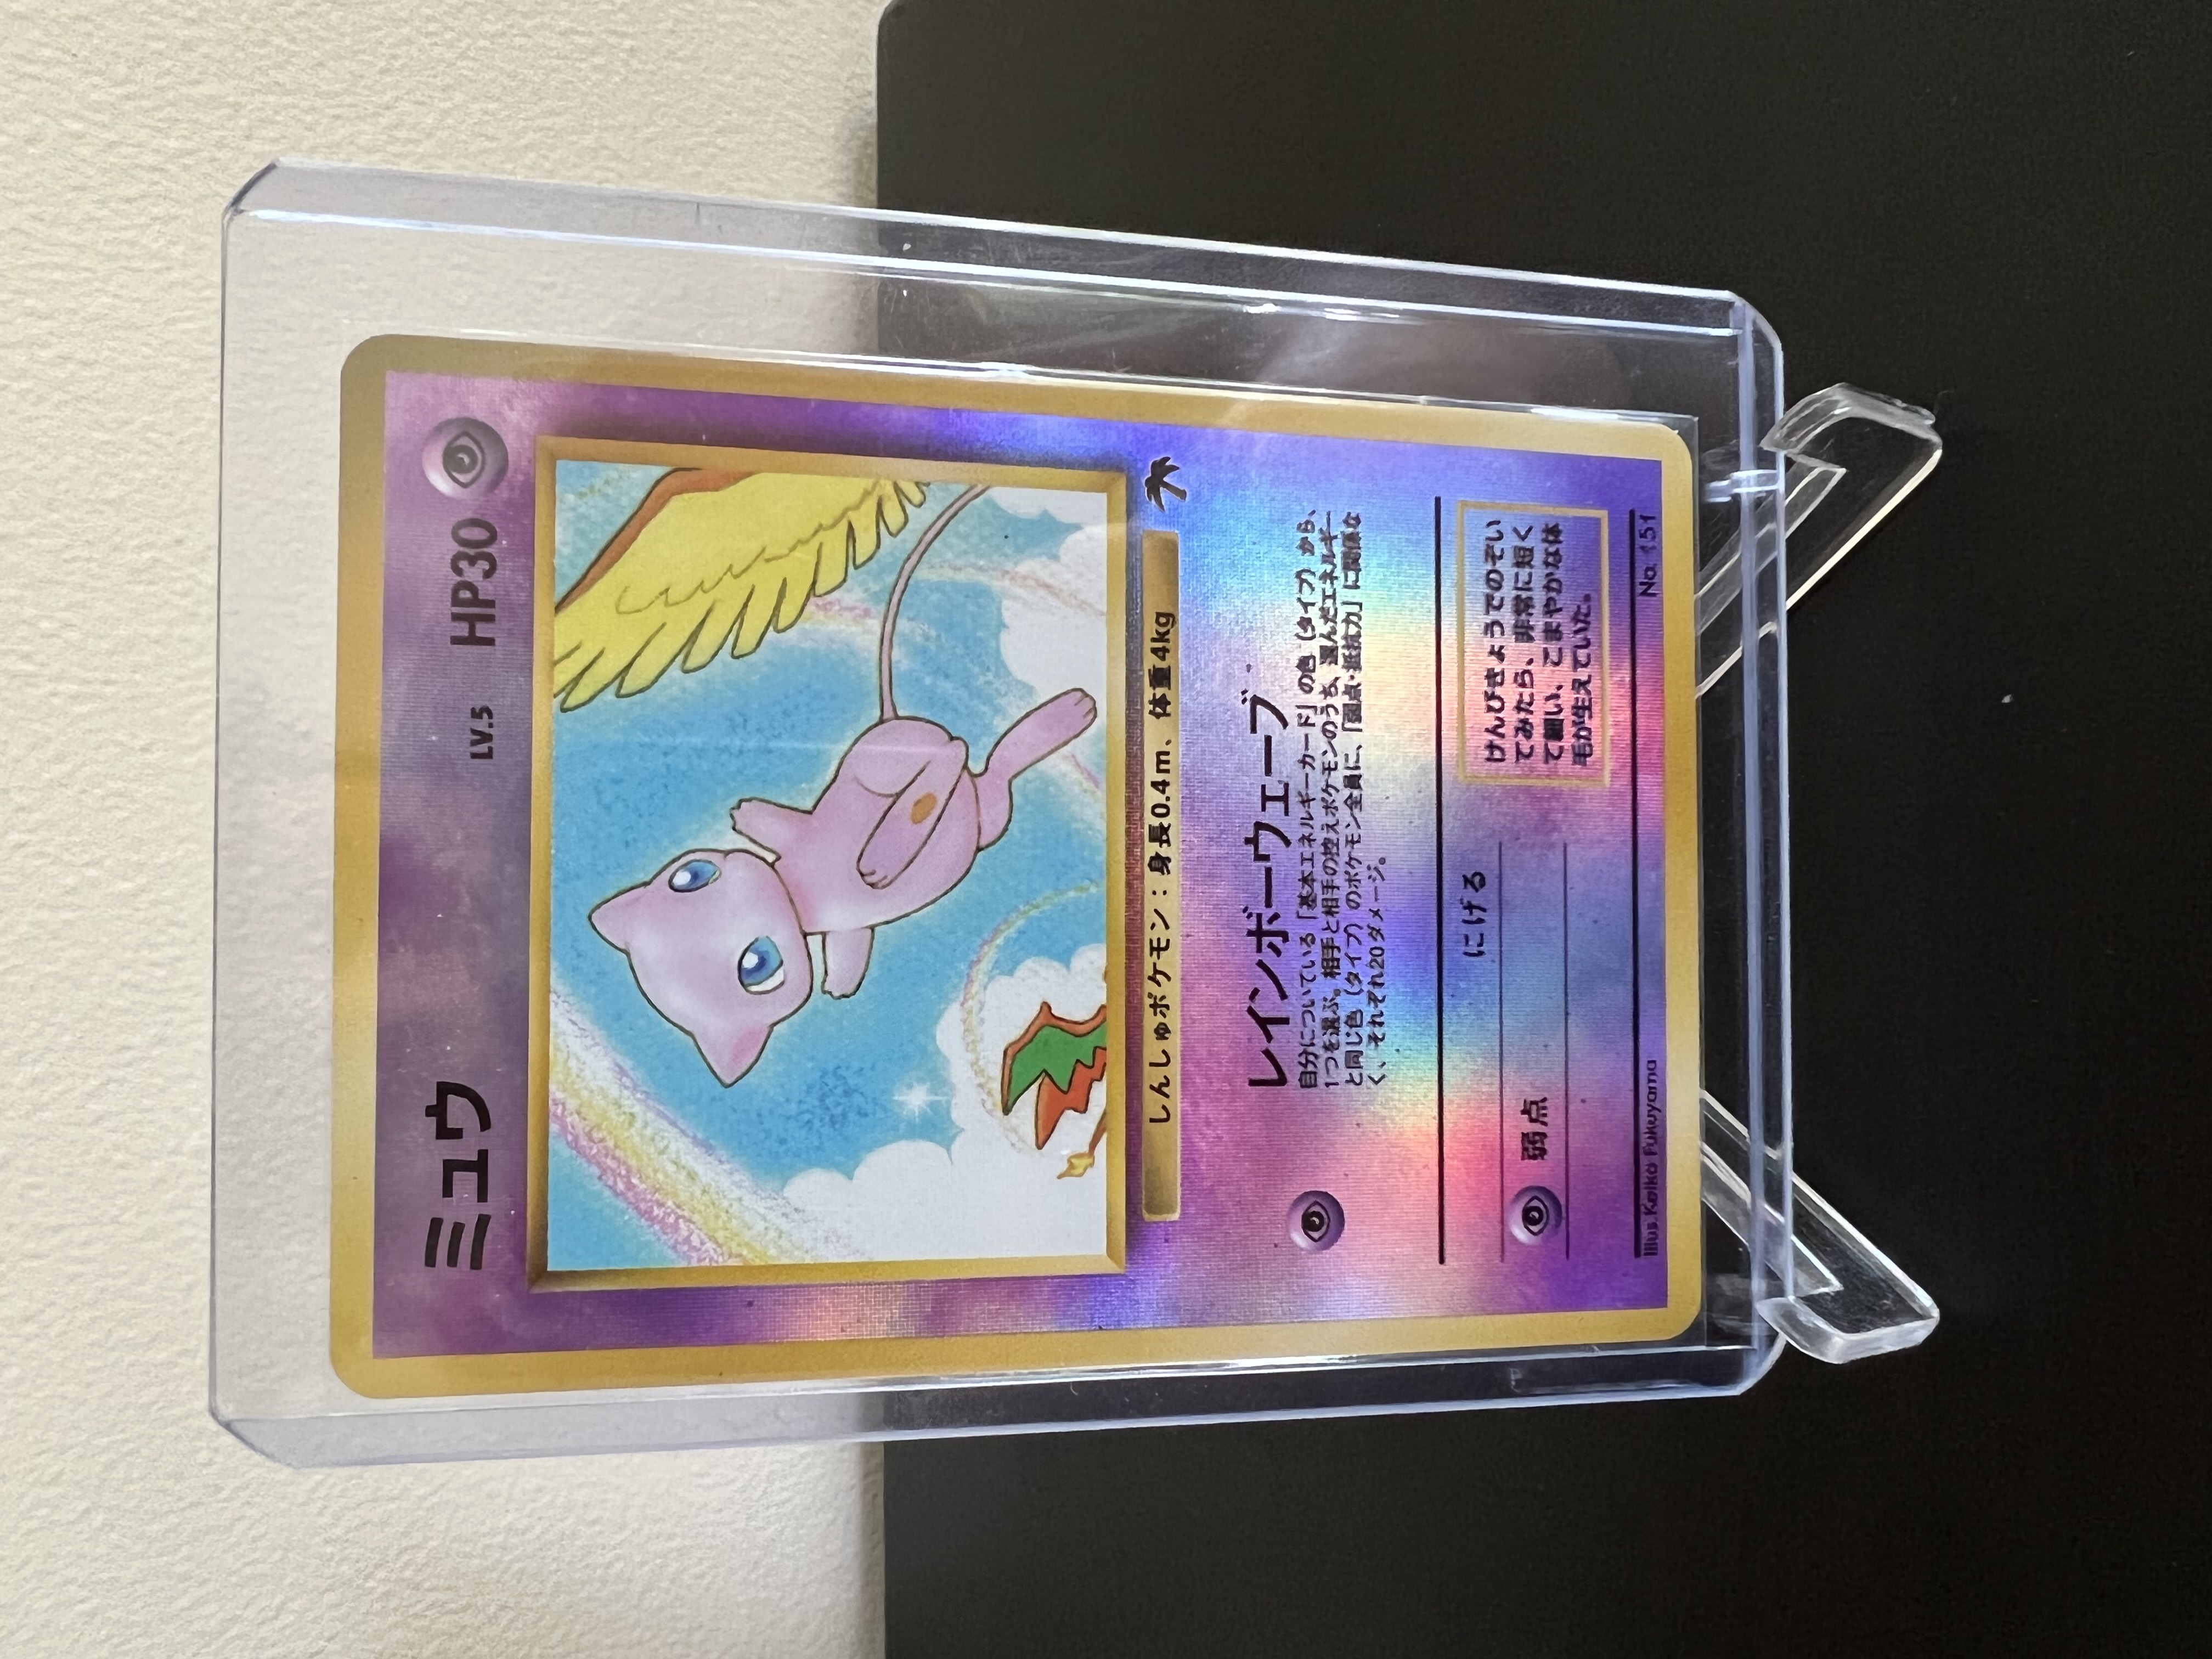 ミュウ LV.5 HP30
しんしゅポケモン：身長0.4m、体重4kg
レインボーウェーブ
自分についている「基本エネルギーカード」の色（タイプ）から、
1つを選ぶ。相手と相手の控えポケモンのうち、選んだエネルギー
と同じ色（タイプ）のポケモン全員に、「弱点・抵抗力」に関係な
く、それぞれ20ダメージ。
にげる
弱点
けんびきょうでのぞい
てみたら、非常に短く
て細い、こまやかな体
毛が生えていた。
Illus.Keiko Fukuyama
No. 151